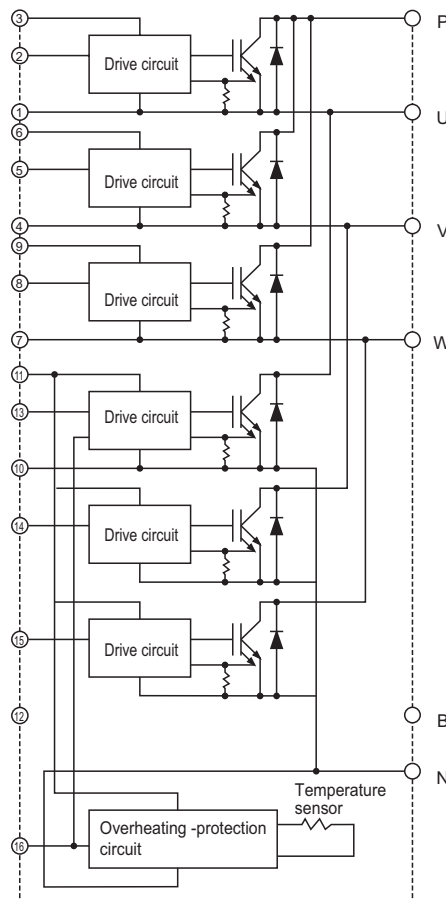 3 P
2 Drive circuit
1 U
6
5 Drive circuit
4 V
9
8 Drive circuit
7 W
11
13 Drive circuit
10
14 Drive circuit
15 Drive circuit
12 B
N
Temperature
sensor
16 Overheating -protection
circuit